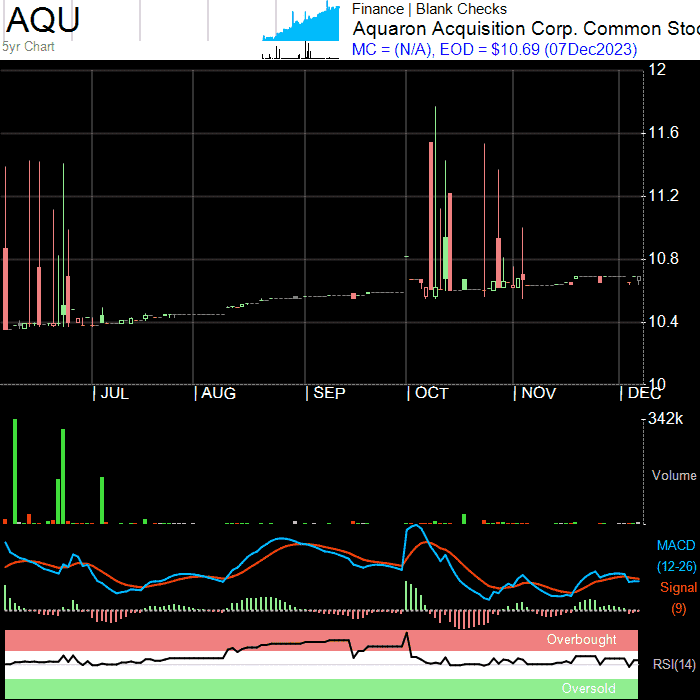 AQU
5yr Chart
Finance | Blank Checks
Aquaron Acquisition Corp. Common Stoc
MC = (N/A), EOD = $10.69 (07Dec2023)
12
11.6
11.2
10.8
10.4
10
| JUL | AUG | SEP | OCT | NOV | DEC
342k
Volume
MACD
(12-26)
Signal
(9)
Overbought
RSI(14)
Oversold